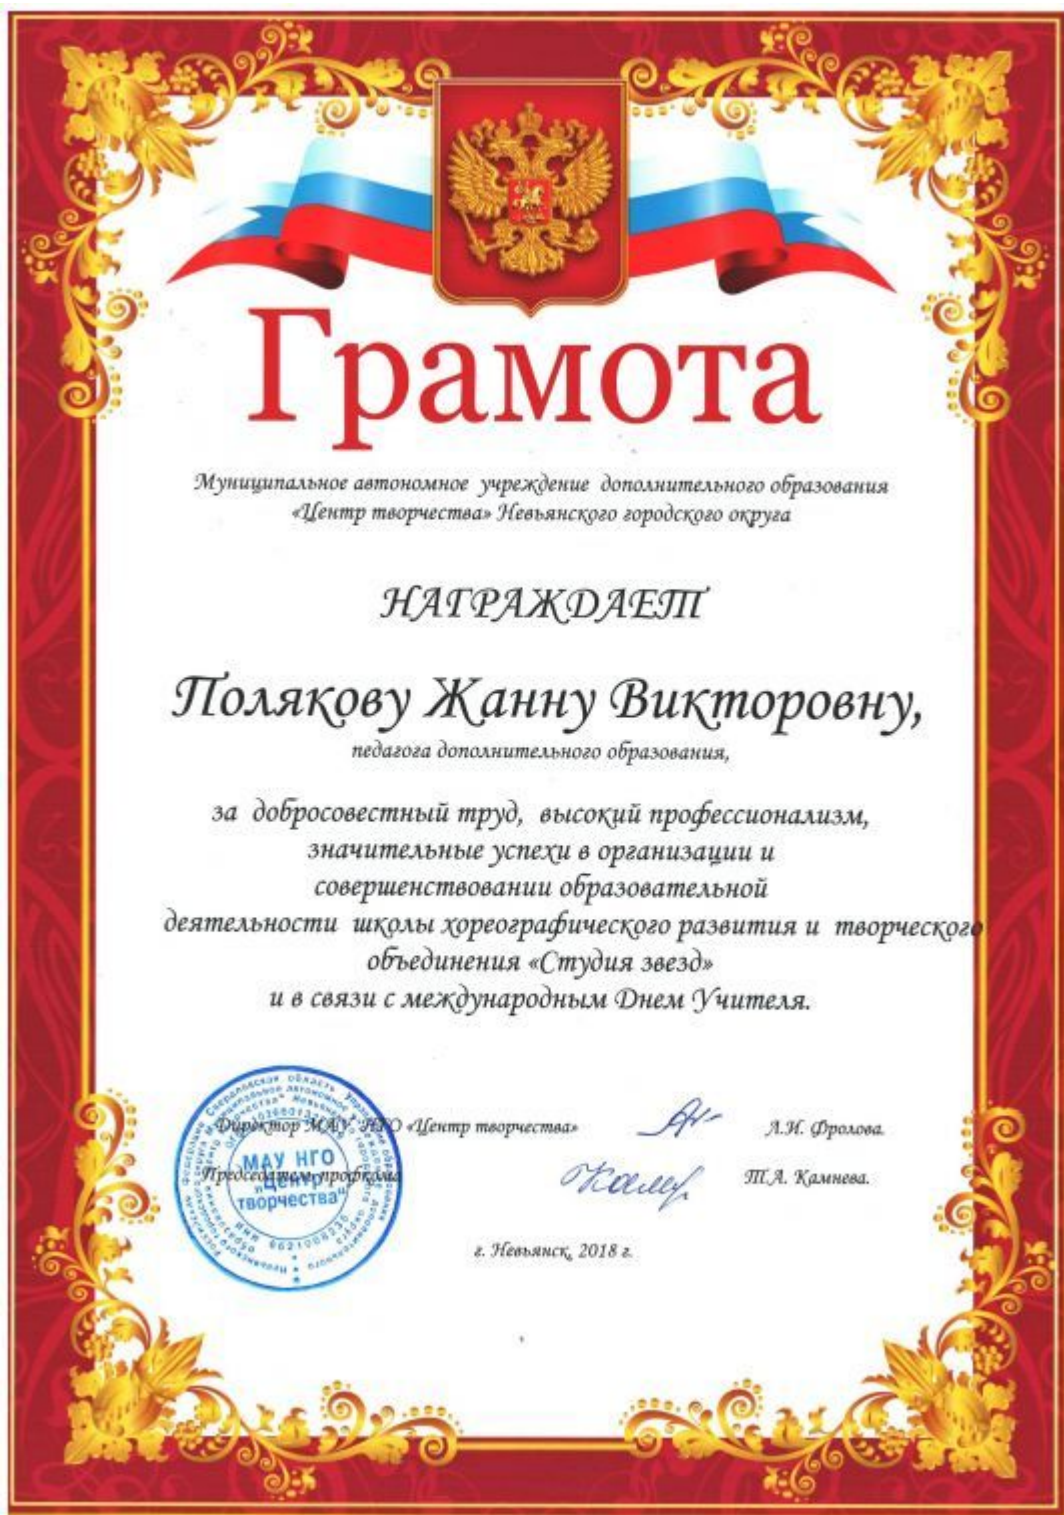 Грамота
Муниципальное автономное учреждение дополнительного образования
«Центр творчества» Невьянского городского округа
НАГРАЖДАЕТ
Полякову Жанну Викторовну,
педагога дополнительного образования,
за добросовестный труд, высокий профессионализм,
значительные успехи в организации и
совершенствовании образовательной
деятельности школы хореографического развития и творческого
объединения «Студия звезд»
и в связи с международным Днем Учителя.
Директор МАУ НГО «Центр творчества» Л.И. Фролова.
Председатель профкома Т.А. Камнева.
МАУ НГО
„Центр
творчества“
г. Невьянск, 2018 г.